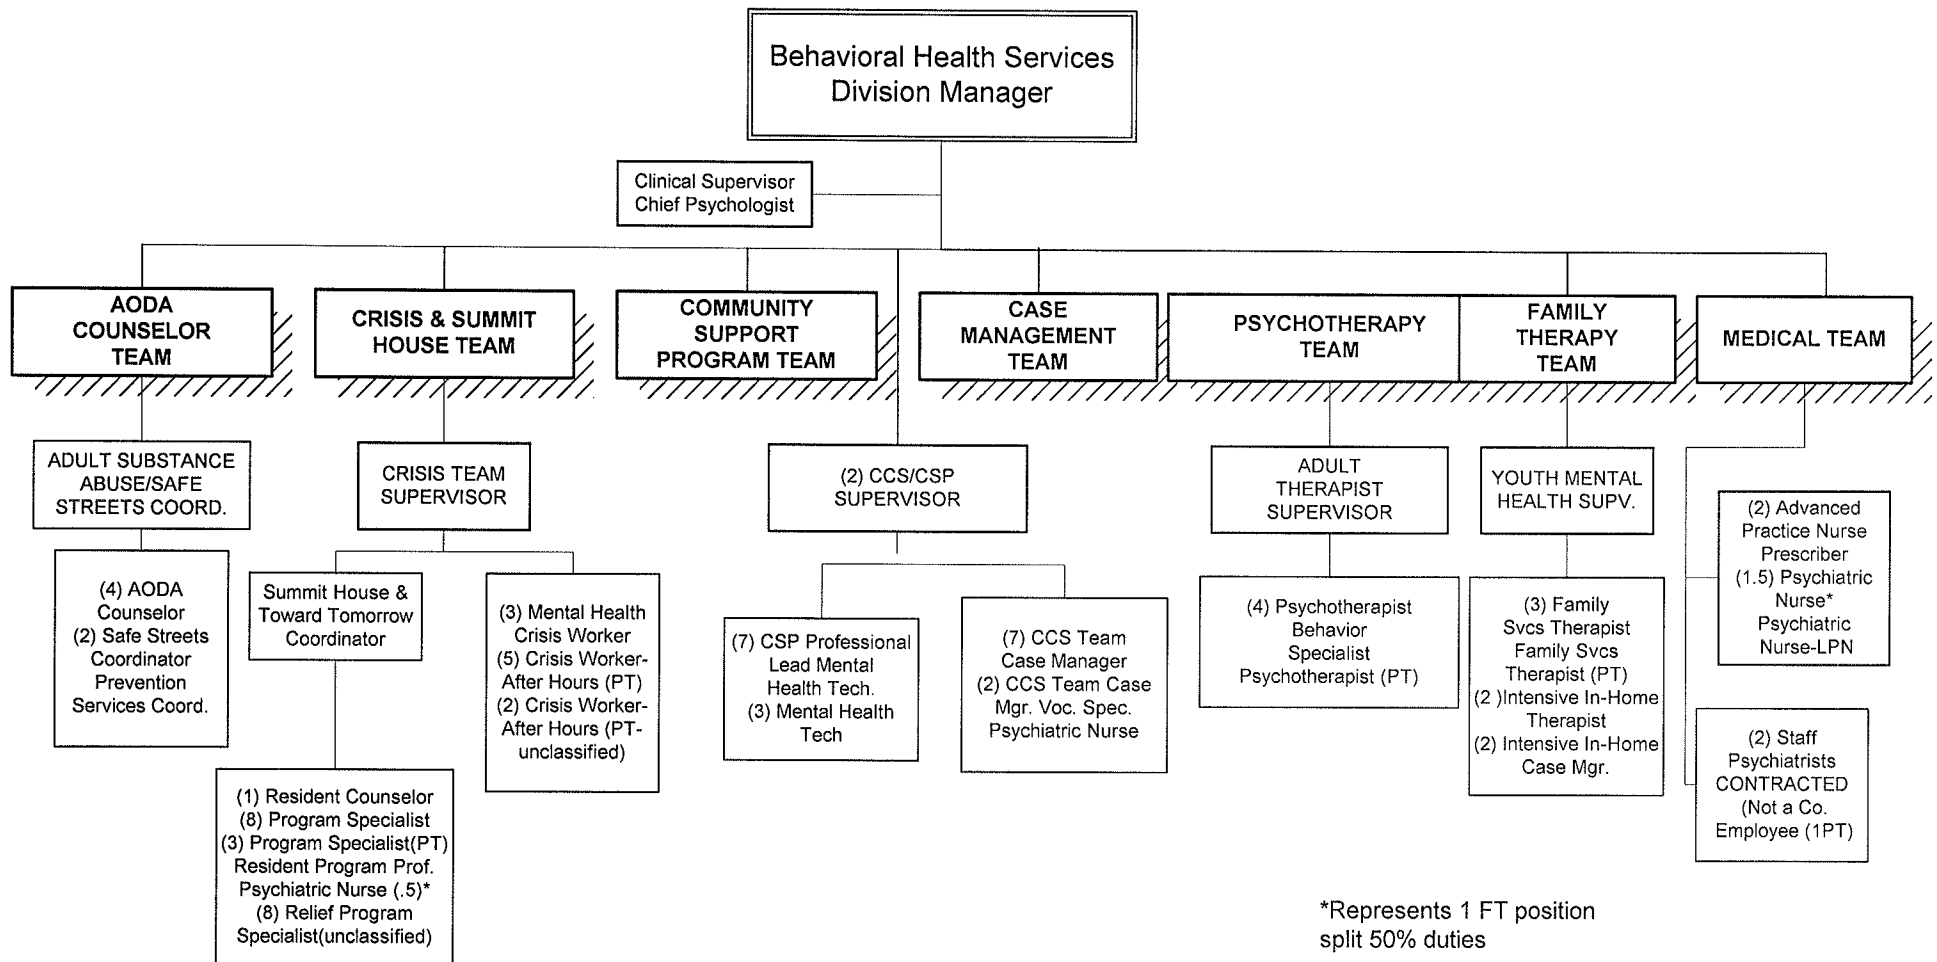 Behavioral Health Services
Division Manager
Clinical Supervisor
Chief Psychologist
AODA
COUNSELOR
TEAM
CRISIS & SUMMIT
HOUSE TEAM
COMMUNITY
SUPPORT
PROGRAM TEAM
CASE
MANAGEMENT
TEAM
PSYCHOTHERAPY
TEAM
FAMILY
THERAPY
TEAM
MEDICAL TEAM
ADULT SUBSTANCE
ABUSE/SAFE
STREETS COORD.
CRISIS TEAM
SUPERVISOR
(2) CCS/CSP
SUPERVISOR
ADULT
THERAPIST
SUPERVISOR
YOUTH MENTAL
HEALTH SUPV.
(4) AODA
Counselor
(2) Safe Streets
Coordinator
Prevention
Services Coord.
Summit House &
Toward Tomorrow
Coordinator
(3) Mental Health
Crisis Worker
(5) Crisis Worker-
After Hours (PT)
(2) Crisis Worker-
After Hours (PT-
unclassified)
(1) Resident Counselor
(8) Program Specialist
(3) Program Specialist(PT)
Resident Program Prof.
Psychiatric Nurse (.5)*
(8) Relief Program
Specialist(unclassified)
(7) CSP Professional
Lead Mental
Health Tech.
(3) Mental Health
Tech
(7) CCS Team
Case Manager
(2) CCS Team Case
Mgr. Voc. Spec.
Psychiatric Nurse
(4) Psychotherapist
Behavior
Specialist
Psychotherapist (PT)
(3) Family
Svcs Therapist
Family Svcs
Therapist (PT)
(2 )Intensive In-Home
Therapist
(2) Intensive In-Home
Case Mgr.
(2) Advanced
Practice Nurse
Prescriber
(1.5) Psychiatric
Nurse*
Psychiatric
Nurse-LPN
(2) Staff
Psychiatrists
CONTRACTED
(Not a Co.
Employee (1PT)
*Represents 1 FT position
split 50% duties